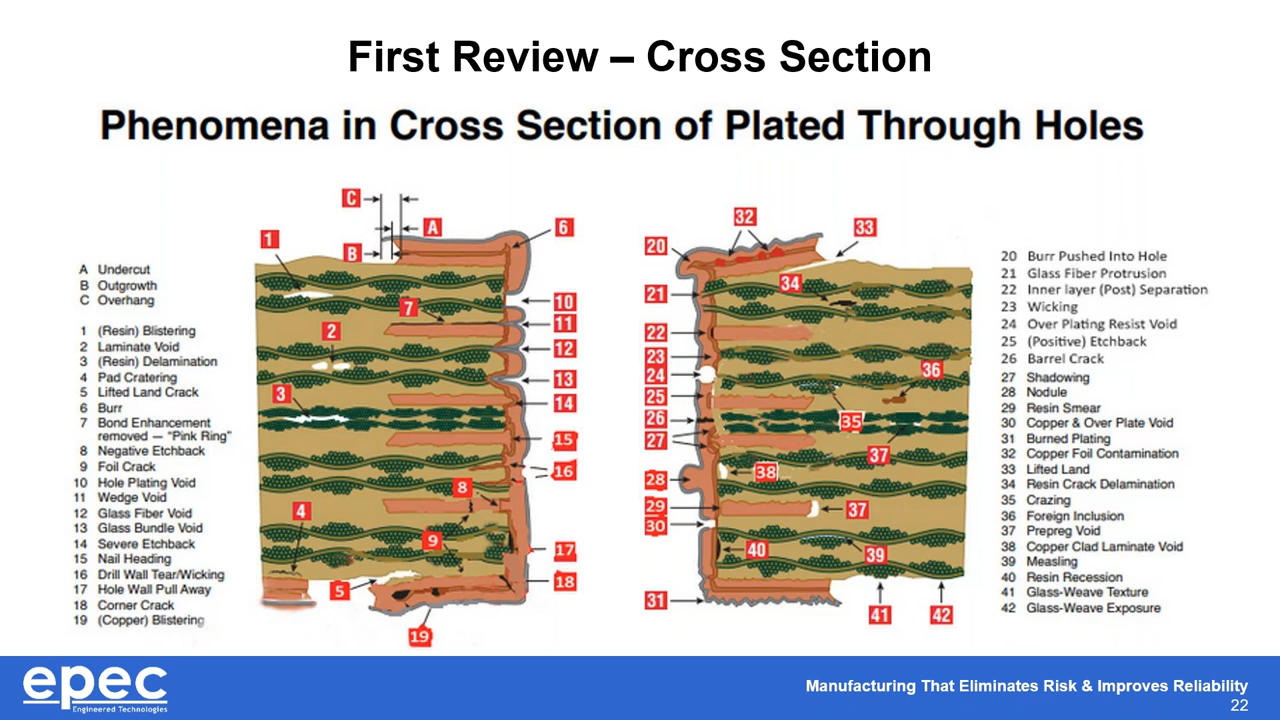 First Review – Cross Section
Phenomena in Cross Section of Plated Through Holes
A Undercut
B Outgrowth
C Overhang
1 (Resin) Blistering
2 Laminate Void
3 (Resin) Delamination
4 Pad Cratering
5 Lifted Land Crack
6 Burr
7 Bond Enhancement
removed — "Pink Ring"
8 Negative Etchback
9 Foil Crack
10 Hole Plating Void
11 Wedge Void
12 Glass Fiber Void
13 Glass Bundle Void
14 Severe Etchback
15 Nail Heading
16 Drill Wall Tear/Wicking
17 Hole Wall Pull Away
18 Corner Crack
19 (Copper) Blistering
C
A
B
1
6
7
10
11
2
12
13
3
14
15
16
8
4
9
17
5
18
19
32
33
20
34
21
22
23
24
36
25
26
35
27
37
38
28
29
37
30
40
39
31
41
42
20 Burr Pushed Into Hole
21 Glass Fiber Protrusion
22 Inner layer (Post) Separation
23 Wicking
24 Over Plating Resist Void
25 (Positive) Etchback
26 Barrel Crack
27 Shadowing
28 Nodule
29 Resin Smear
30 Copper & Over Plate Void
31 Burned Plating
32 Copper Foil Contamination
33 Lifted Land
34 Resin Crack Delamination
35 Crazing
36 Foreign Inclusion
37 Prepreg Void
38 Copper Clad Laminate Void
39 Measling
40 Resin Recession
41 Glass-Weave Texture
42 Glass-Weave Exposure
epec
Engineered Technologies
Manufacturing That Eliminates Risk & Improves Reliability
22